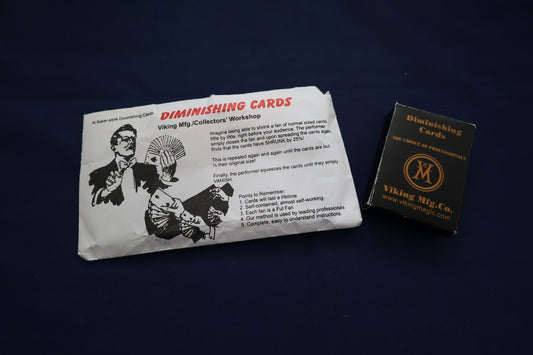 Al Baker-style Diminishing Cards
DIMINISHING CARDS
Viking Mfg./Collectors' Workshop
Imagine being able to shrink a fan of normal sized cards
little by little, right before your audience. The performer
simply closes the fan and upon spreading the cards again,
finds that the cards have SHRUNK by 25%!
This is repeated again and again until the cards are but
¼ their original size!
Finally, the performer squeezes the cards until they simply
VANISH.
Points to Remember:
1. Cards will last a lifetime
2. Self-contained, almost self-working
3. Each fan is a Full Fan
4. Our method is used by leading professionals
5. Complete, easy to understand instructions.
Diminishing
Cards
THE CHOICE OF PROFESSIONALS
VM
Viking Mfg.Co.
www.vikingmagic.com